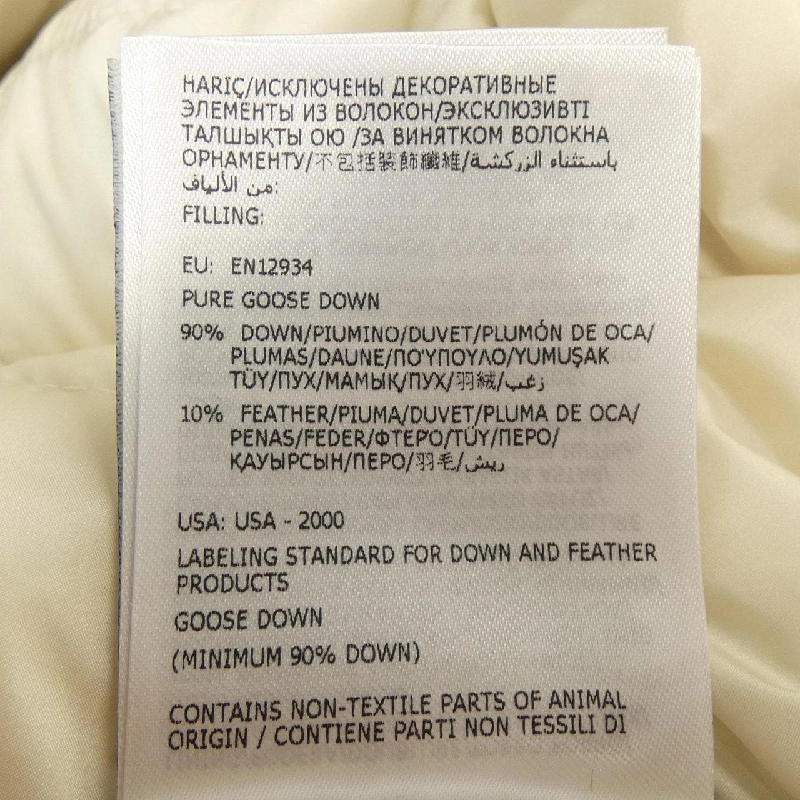 HARİÇ/ИСКЛЮЧЕНЫ ДЕКОРАТИВНЫЕ
ЭЛЕМЕНТЫ ИЗ ВОЛОКОН/ЭКСКЛЮЗИВТІ
ТАЛШЫҚТЫ ОЮ /ЗА ВИНЯТКОМ ВОЛОКНА
ОРНАМЕНТУ/不包括裝飾纖維/باستثناء الزركشة
من الألياف:
FILLING:
EU: EN12934
PURE GOOSE DOWN
90% DOWN/PIUMINO/DUVET/PLUMÓN DE OCA/
PLUMAS/DAUNE/ΠΟΎΠΟΥΛΟ/YUMUŞAK
TÜY/ПУХ/МАМЫҚ/ПУХ/羽絨/زغب
10% FEATHER/PIUMA/DUVET/PLUMA DE OCA/
PENAS/FEDER/ΦΤΕΡΌ/TÜY/ПЕРО/
ҚАУЫРСЫН/ПЕРО/羽毛/ريش
USA: USA - 2000
LABELING STANDARD FOR DOWN AND FEATHER
PRODUCTS
GOOSE DOWN
(MINIMUM 90% DOWN)
CONTAINS NON-TEXTILE PARTS OF ANIMAL
ORIGIN / CONTIENE PARTI NON TESSILI DI